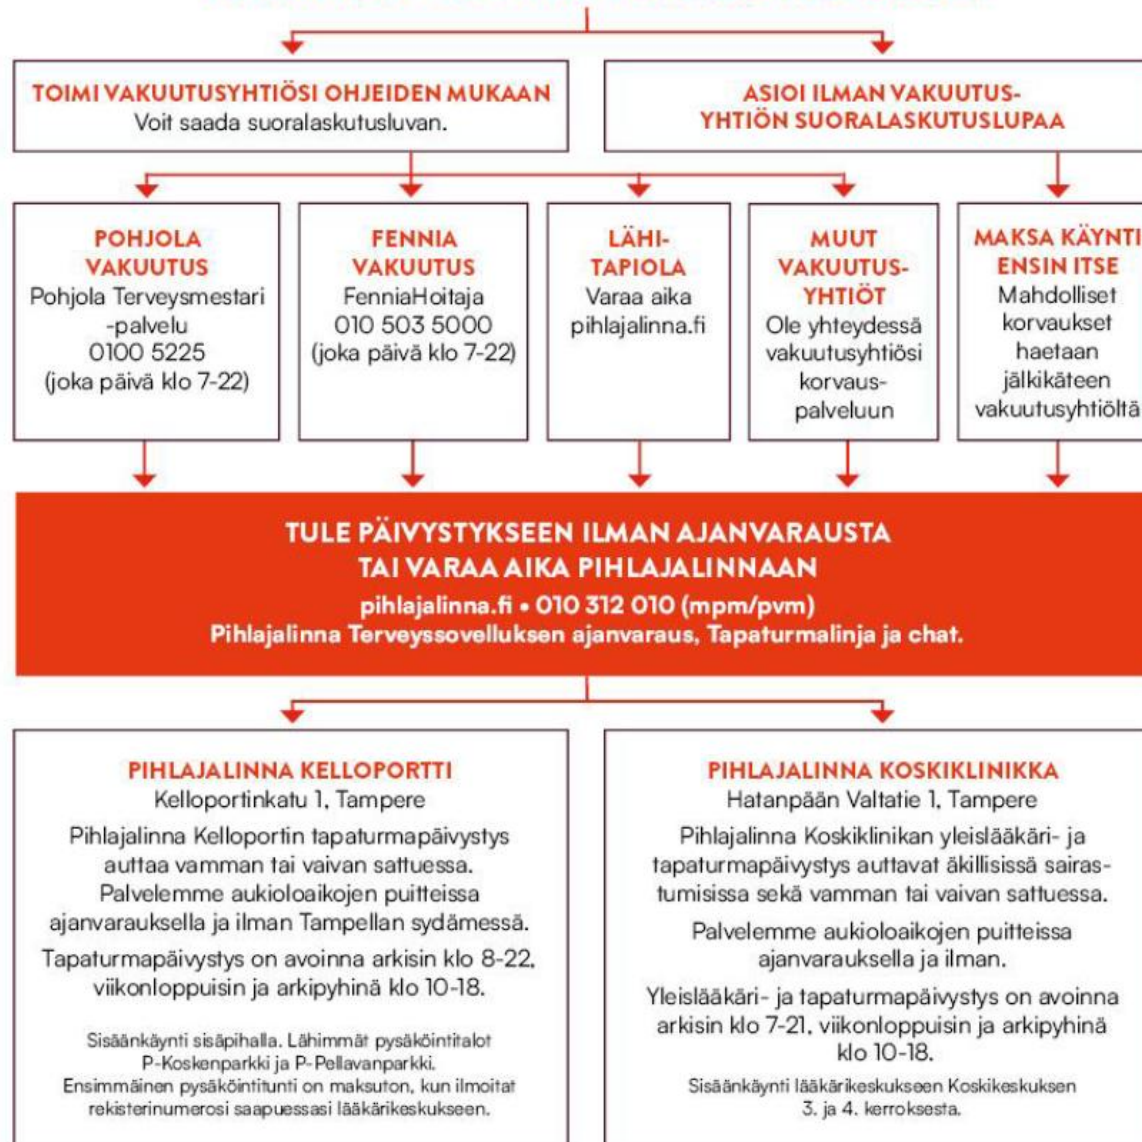 TOIMI VAKUUTUSYHTIÖSI OHJEIDEN MUKAAN
Voit saada suoralaskutusluvan.
ASIOI ILMAN VAKUUTUS-
YHTIÖN SUORALASKUTUSLUPAA
POHJOLA
VAKUUTUS
Pohjola Terveysmestari
-palvelu
0100 5225
(joka päivä klo 7-22)
FENNIA
VAKUUTUS
FenniaHoitaja
010 503 5000
(joka päivä klo 7-22)
LÄHI-
TAPIOLA
Varaa aika
pihlajalinna.fi
MUUT
VAKUUTUS-
YHTIÖT
Ole yhteydessä
vakuutusyhtiösi
korvaus-
palveluun
MAKSA KÄYNTI
ENSIN ITSE
Mahdolliset
korvaukset
haetaan
jälkikäteen
vakuutusyhtiöltä
TULE PÄIVYSTYKSEEN ILMAN AJANVARAUSTA
TAI VARAA AIKA PIHLAJALINNAAN
pihlajalinna.fi • 010 312 010 (mpm/pvm)
Pihlajalinna Terveyssovelluksen ajanvaraus, Tapaturmalinja ja chat.
PIHLAJALINNA KELLOPORTTI
Kelloportinkatu 1, Tampere
Pihlajalinna Kelloportin tapaturmapäivystys
auttaa vamman tai vaivan sattuessa.
Palvelemme aukioloaikojen puitteissa
ajanvarauksella ja ilman Tampellan sydämessä.
Tapaturmapäivystys on avoinna arkisin klo 8-22,
viikonloppuisin ja arkipyhinä klo 10-18.
Sisäänkäynti sisäpihalla. Lähimmät pysäköintitalot
P-Koskenparkki ja P-Pellavanparkki.
Ensimmäinen pysäköintitunti on maksuton, kun ilmoitat
rekisterinumerosi saapuessasi lääkärikeskukseen.
PIHLAJALINNA KOSKIKLINIKKA
Hatanpään Valtatie 1, Tampere
Pihlajalinna Koskiklinikan yleislääkäri- ja
tapaturmapäivystys auttavat äkillisissä sairas-
tumisissa sekä vamman tai vaivan sattuessa.
Palvelemme aukioloaikojen puitteissa
ajanvarauksella ja ilman.
Yleislääkäri- ja tapaturmapäivystys on avoinna
arkisin klo 7-21, viikonloppuisin ja arkipyhinä
klo 10-18.
Sisäänkäynti lääkärikeskukseen Koskikeskuksen
3. ja 4. kerroksesta.